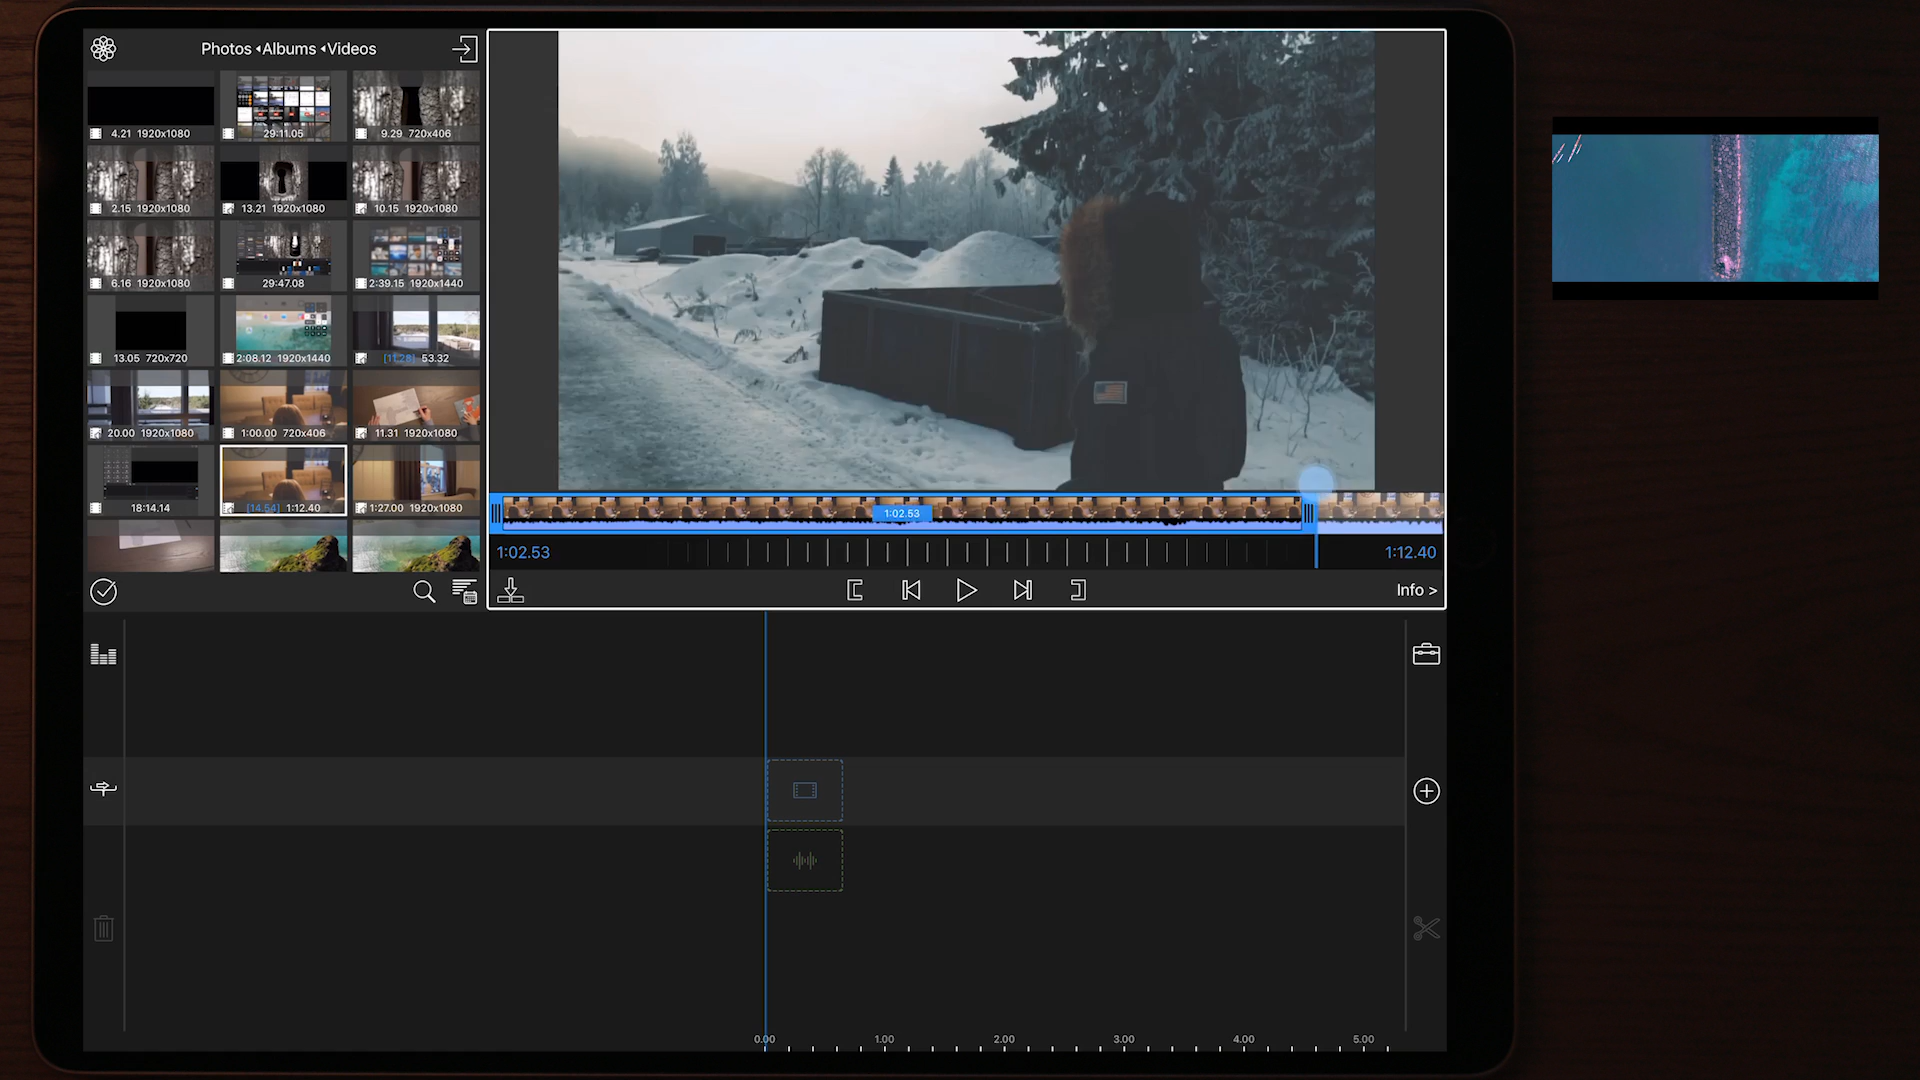 Photos ◂Albums ◂Videos
4.21 1920x1080
29:11.05
9.29 720x406
2.15 1920x1080
13.21 1920x1080
10.15 1920x1080
6.16 1920x1080
29:47.08
2:39.15 1920x1440
13.05 720x720
2:08.12 1920x1440
[11.28] 53.32
20.00 1920x1080
1:00.00 720x406
11.31 1920x1080
18:14.14
[14.54] 1:12.40
1:27.00 1920x1080
1:02.53
1:02.53
1:12.40
Info >
0.00 1.00 2.00 3.00 4.00 5.00